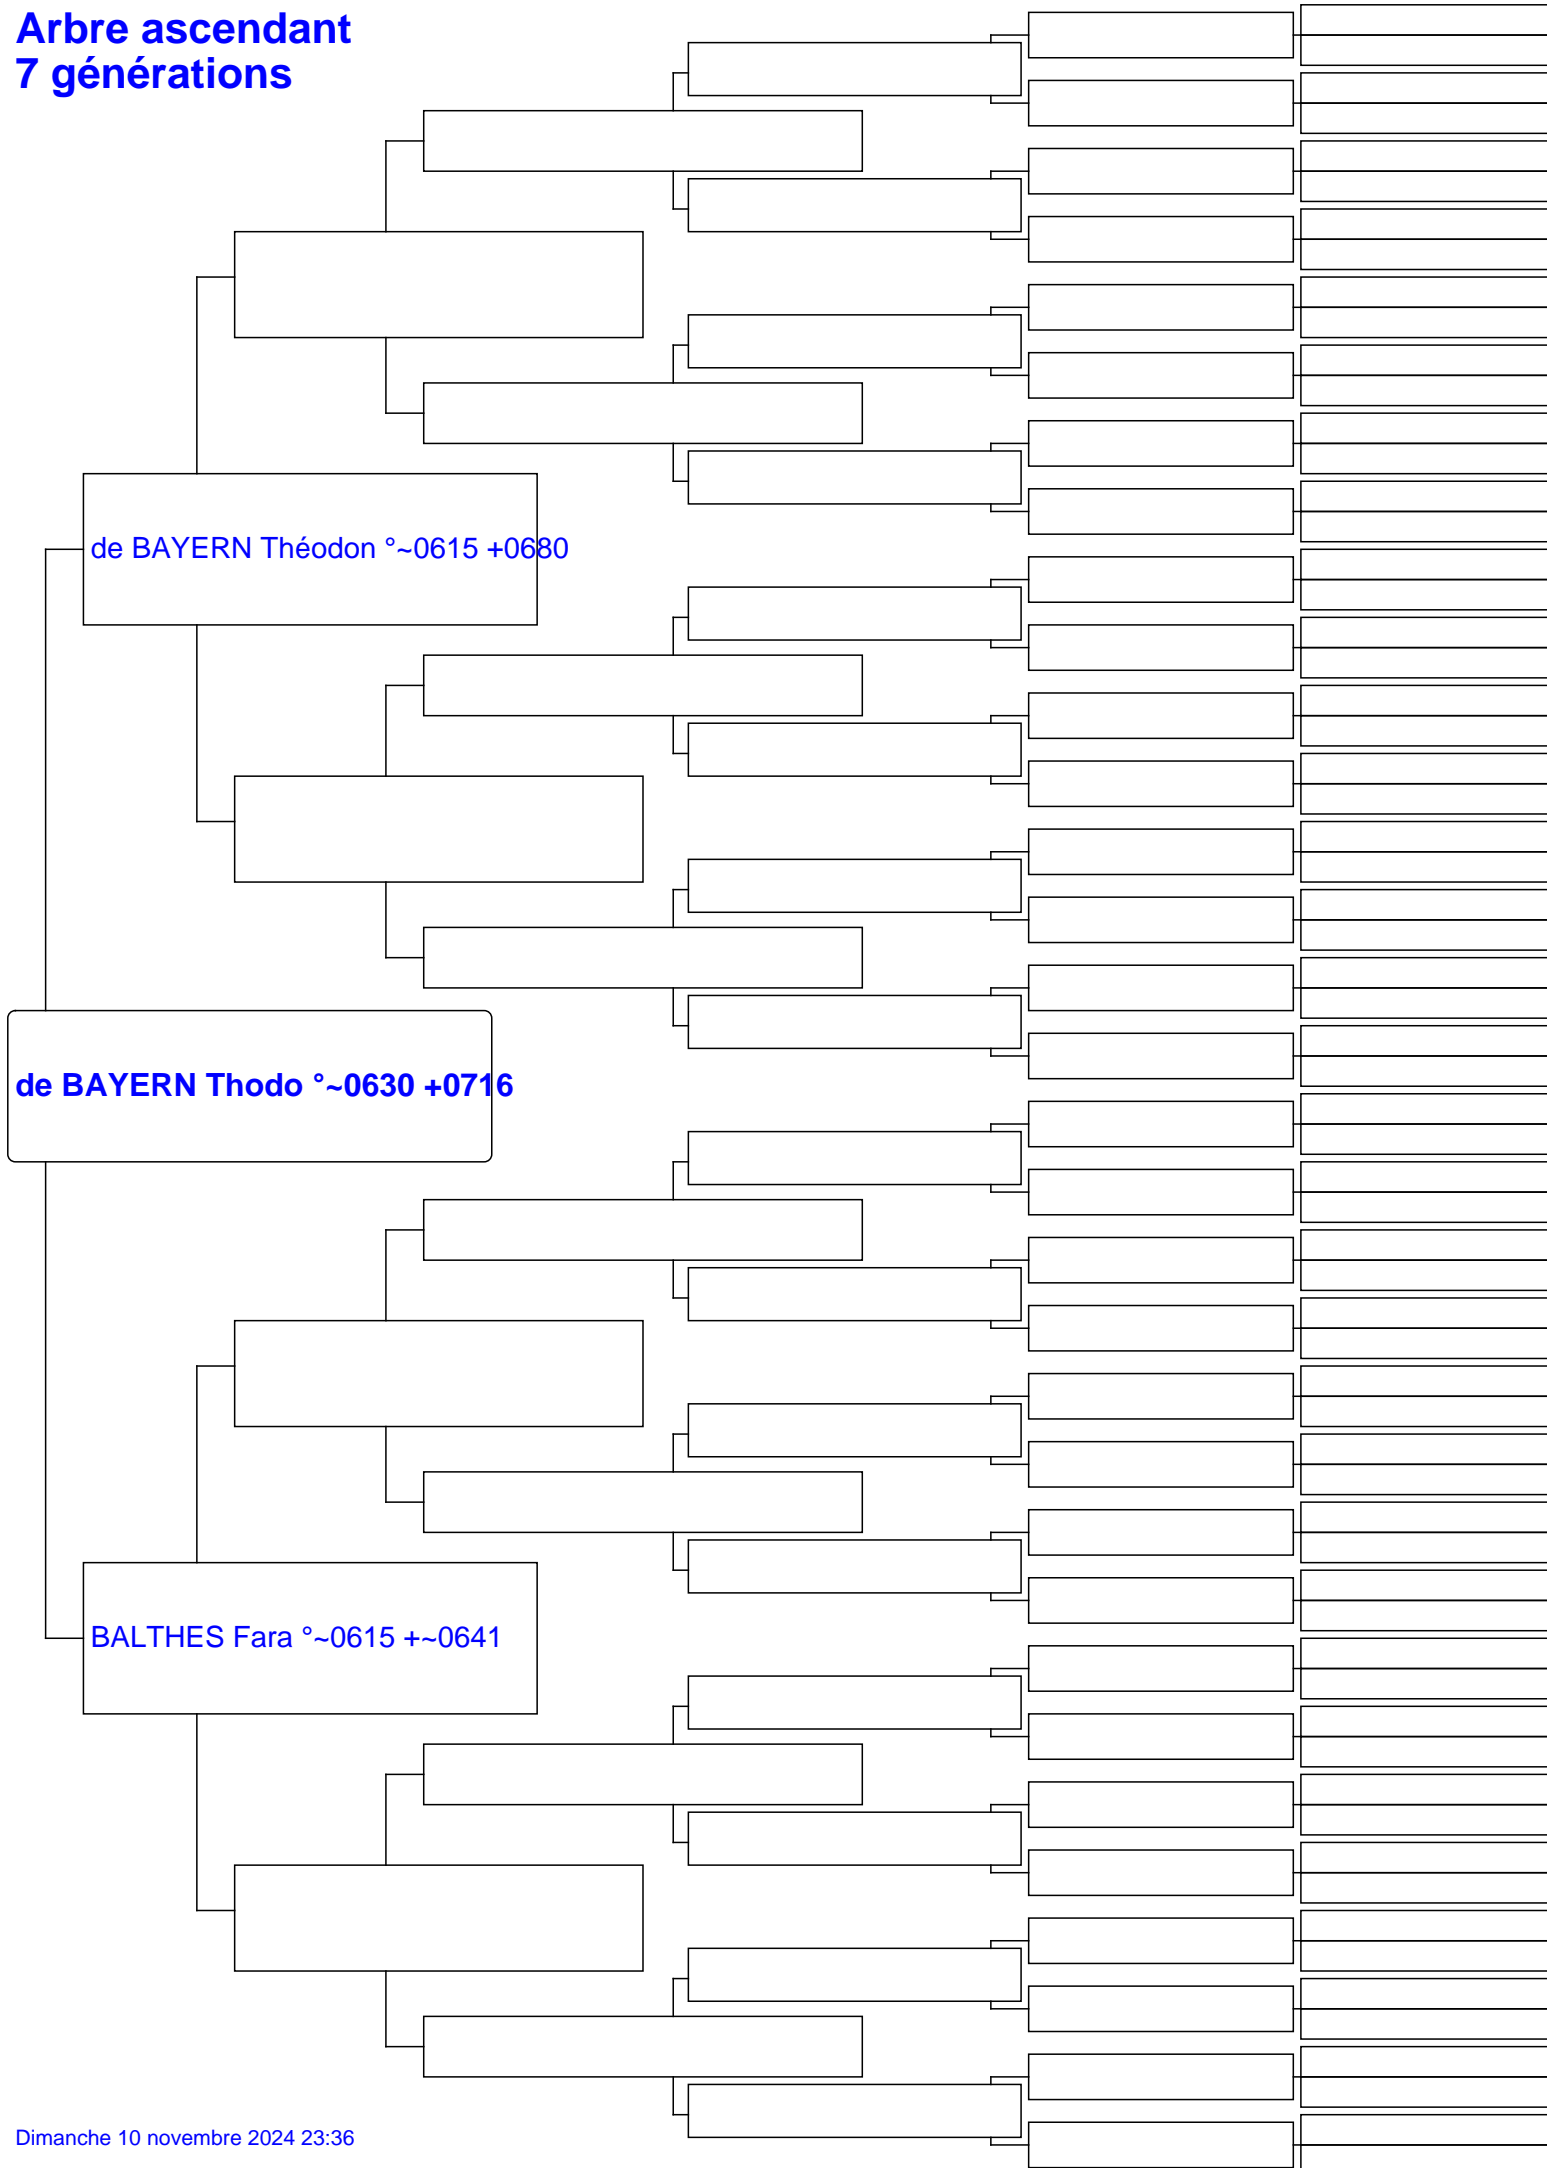 Arbre ascendant
7 générations
de BAYERN Théodon °~0615 +0680
de BAYERN Thodo °~0630 +0716
BALTHES Fara °~0615 +~0641
Dimanche 10 novembre 2024 23:36